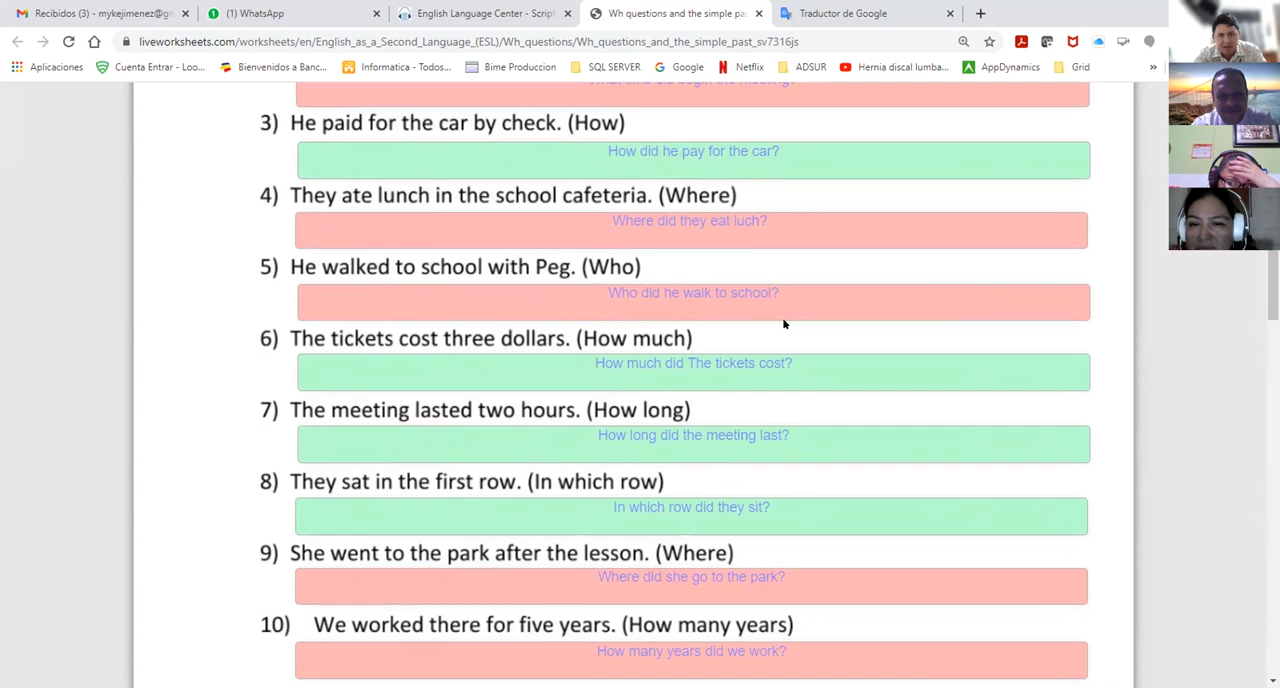 Recibidos (3) - mykejimenez@gn
(1) WhatsApp
English Language Center - Script
Wh questions and the simple pa
Traductor de Google
liveworksheets.com/worksheets/en/English_as_a_Second_Language_(ESL)/Wh_questions/Wh_questions_and_the_simple_past_sv7316js
Aplicaciones
Cuenta Entrar - Loo...
Bienvenidos a Banc...
Informatica - Todos...
Bime Portal
SQL SERVER
Google
Netflix
ADSUR
Hernia discal lumba...
AppDynamics
Grid
»
What time did begin the meeting?
3) He paid for the car by check. (How)
How did he pay for the car?
4) They ate lunch in the school cafeteria. (Where)
Where did they eat luch?
5) He walked to school with Peg. (Who)
Who did he walk to school?
6) The tickets cost three dollars. (How much)
How much did The tickets cost?
7) The meeting lasted two hours. (How long)
How long did the meeting last?
8) They sat in the first row. (In which row)
In which row did they sit?
9) She went to the park after the lesson. (Where)
Where did she go to the park?
10) We worked there for five years. (How many years)
How many years did we work?